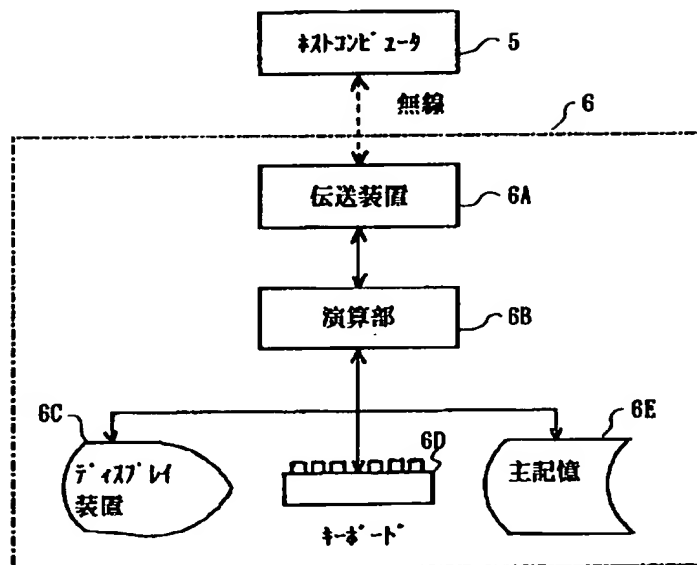 ﾎｽﾄｺﾝﾋﾟｭｰﾀ
5
無線
6
伝送装置
6A
演算部
6B
6C
6D
6E
ﾃﾞｨｽﾌﾟﾚｲ
装置
主記憶
ｷｰﾎﾞｰﾄﾞ